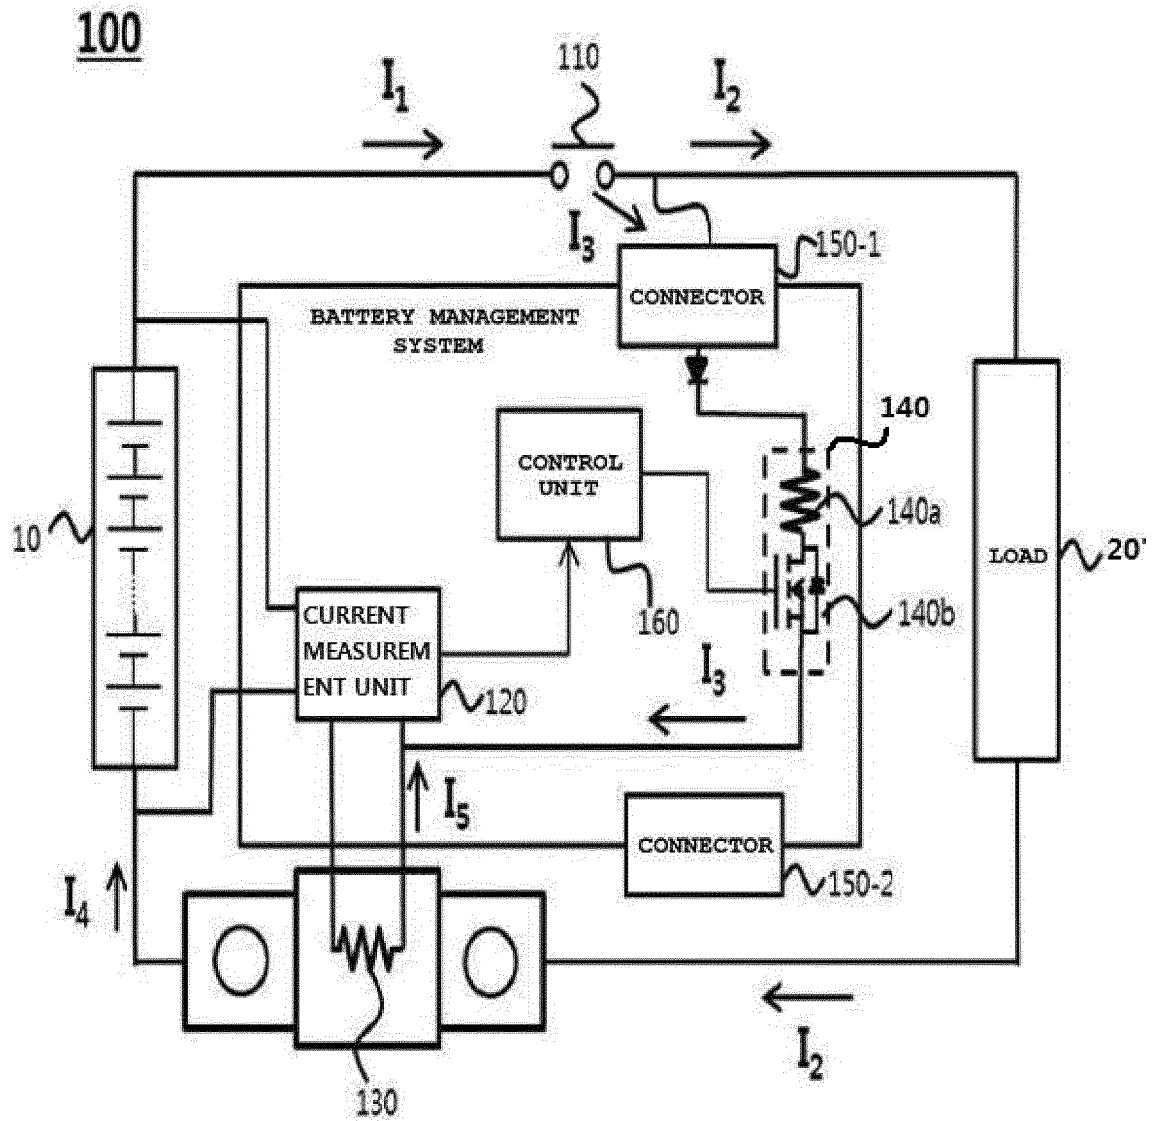 100
I1
110
I2
I3
150-1
CONNECTOR
BATTERY MANAGEMENT
SYSTEM
140
CONTROL
UNIT
140a
10
LOAD
20'
CURRENT
MEASUREM
ENT UNIT
160
140b
I3
120
I5
CONNECTOR
150-2
I4
I2
130